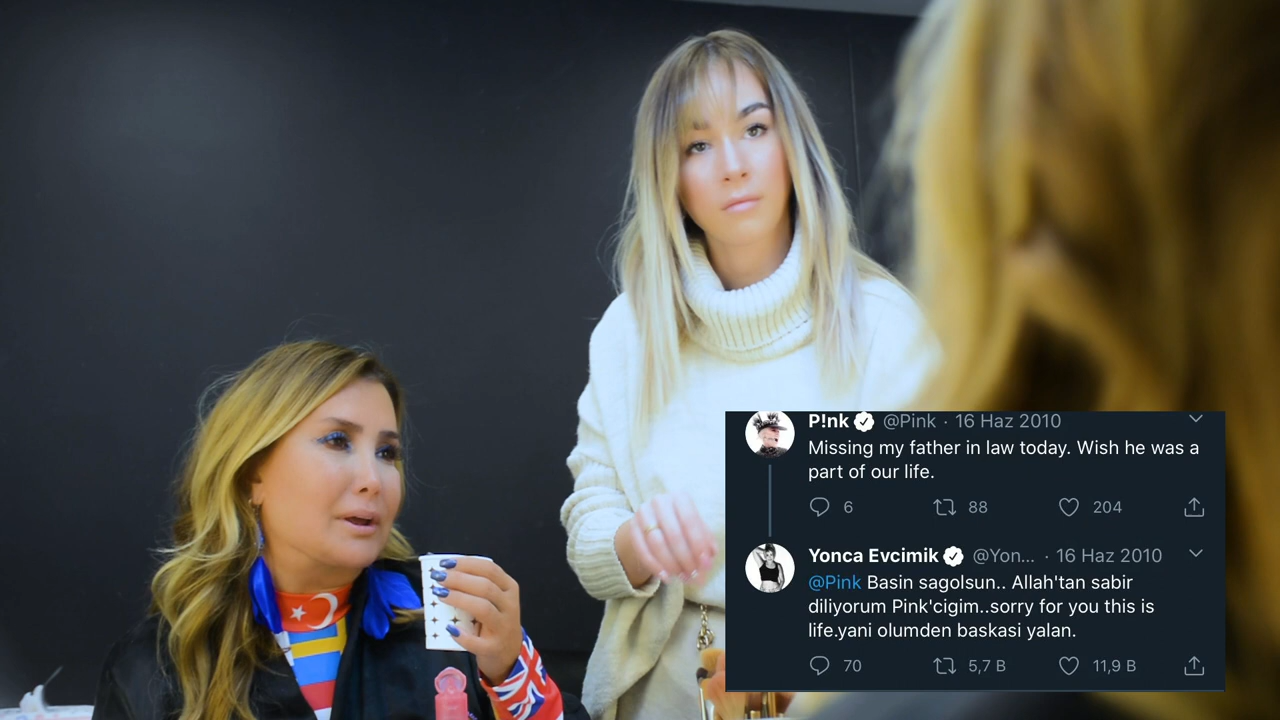 P!nk @Pink · 16 Haz 2010
Missing my father in law today. Wish he was a
part of our life.
6 88 204
Yonca Evcimik @Yon... · 16 Haz 2010
@Pink Basin sagolsun.. Allah'tan sabir
diliyorum Pink'cigim..sorry for you this is
life.yani olumden baskasi yalan.
70 5,7 B 11,9 B